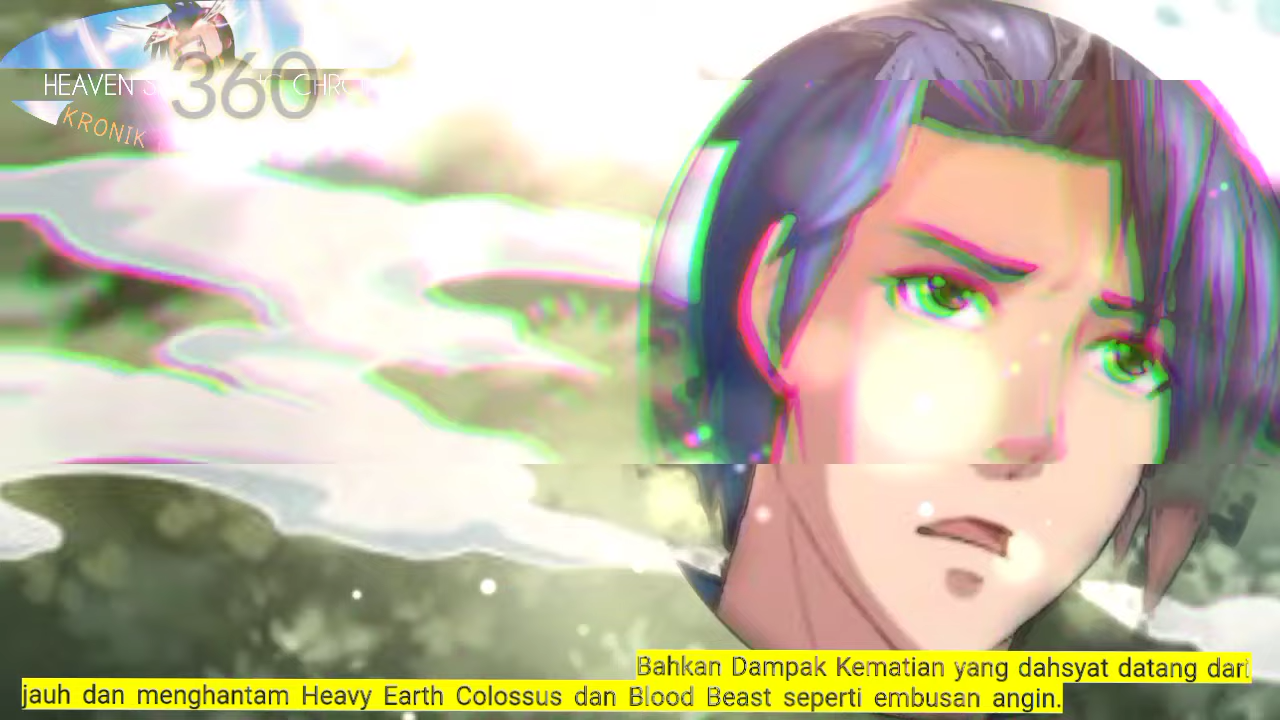 360
HEAVEN
KRONIK
Bahkan Dampak Kematian yang dahsyat datang dari
jauh dan menghantam Heavy Earth Colossus dan Blood Beast seperti embusan angin.